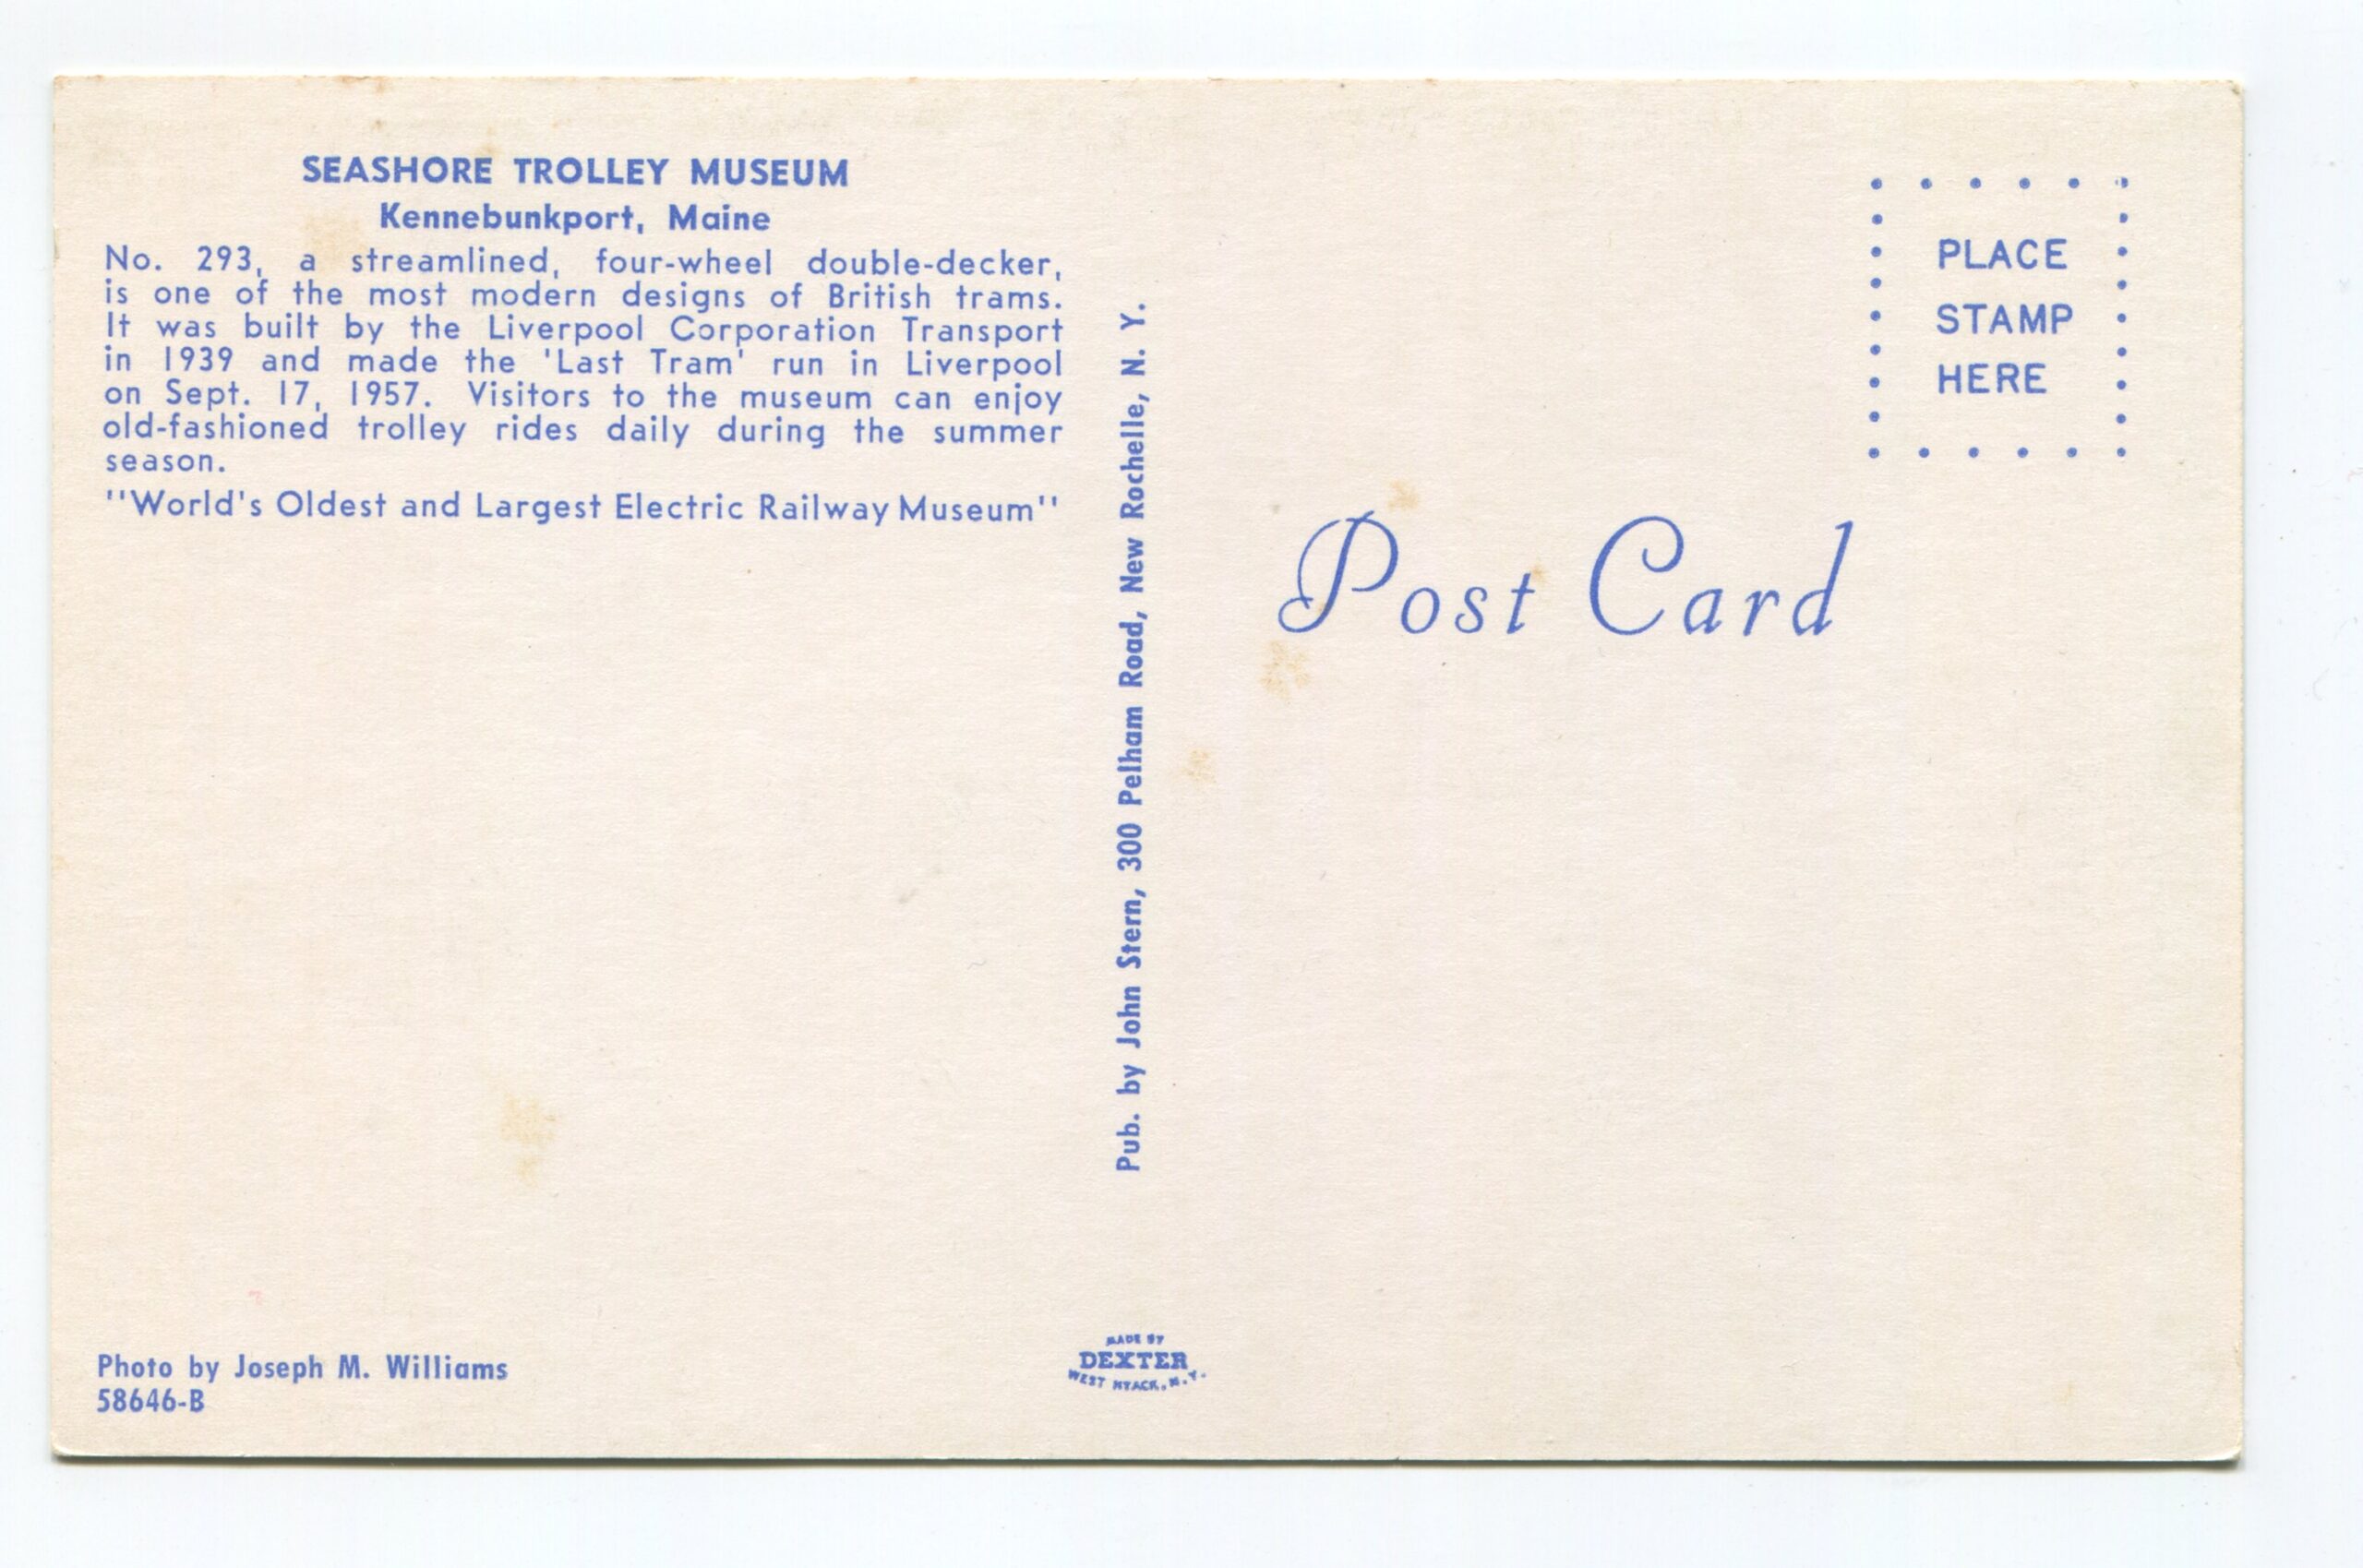 SEASHORE TROLLEY MUSEUM
Kennebunkport, Maine
No. 293, a streamlined, four-wheel double-decker,
is one of the most modern designs of British trams.
It was built by the Liverpool Corporation Transport
in 1939 and made the 'Last Tram' run in Liverpool
on Sept. 17, 1957. Visitors to the museum can enjoy
old-fashioned trolley rides daily during the summer
season.
"World's Oldest and Largest Electric Railway Museum"
Photo by Joseph M. Williams
58646-B
Pub. by John Stern, 300 Pelham Road, New Rochelle, N. Y.
MADE BY
DEXTER
WEST NYACK, N.Y.
PLACE
STAMP
HERE
Post Card